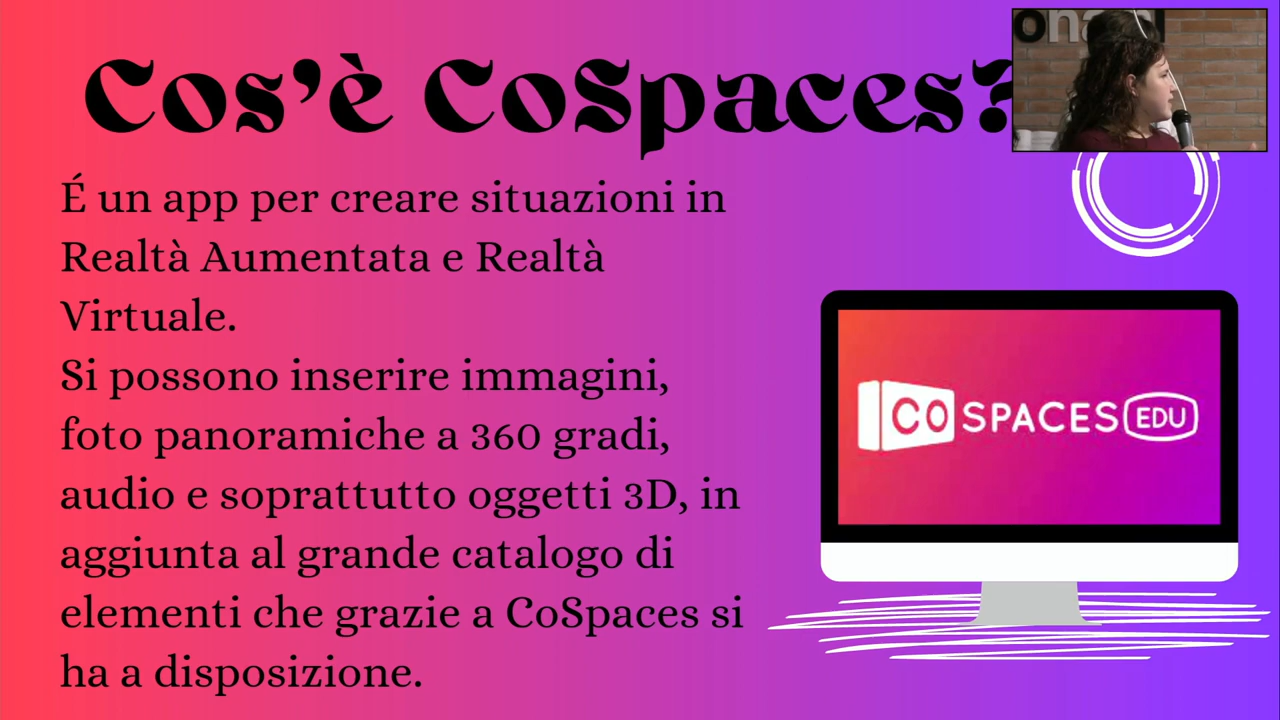 Cos'è CoSpaces?
É un app per creare situazioni in
Realtà Aumentata e Realtà
Virtuale.
Si possono inserire immagini,
foto panoramiche a 360 gradi,
audio e soprattutto oggetti 3D, in
aggiunta al grande catalogo di
elementi che grazie a CoSpaces si
ha a disposizione.
CO SPACES EDU